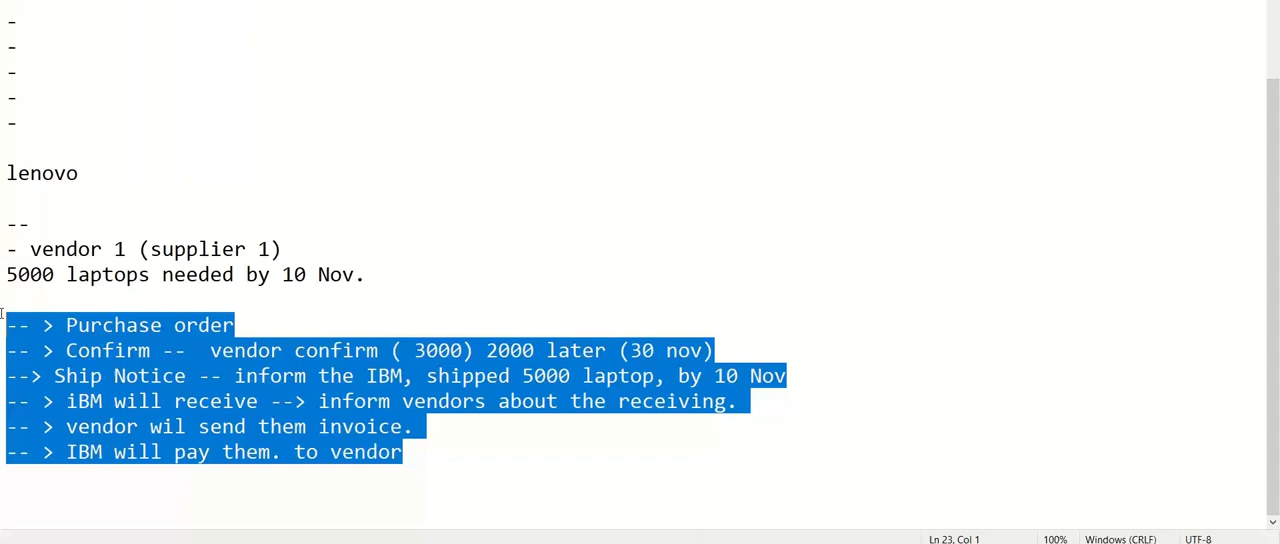 -
-
-
-
-
lenovo
--
- vendor 1 (supplier 1)
5000 laptops needed by 10 Nov.
-- > Purchase order
-- > Confirm --  vendor confirm ( 3000) 2000 later (30 nov)
--> Ship Notice -- inform the IBM, shipped 5000 laptop, by 10 Nov
-- > iBM will receive --> inform vendors about the receiving.
-- > vendor wil send them invoice.
-- > IBM will pay them. to vendor
Ln 23, Col 1 100% Windows (CRLF) UTF-8